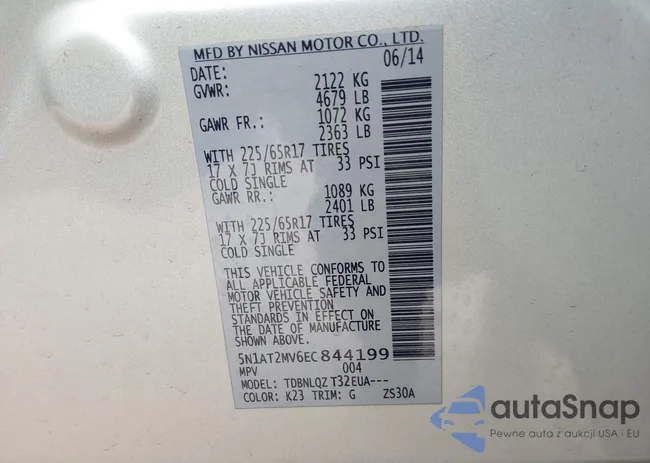 MFD BY NISSAN MOTOR CO., LTD.
DATE: 06/14
GVWR: 2122 KG
4679 LB
GAWR FR.: 1072 KG
2363 LB
WITH 225/65R17 TIRES
17 X 7J RIMS AT 33 PSI
COLD SINGLE
GAWR RR.: 1089 KG
2401 LB
WITH 225/65R17 TIRES
17 X 7J RIMS AT 33 PSI
COLD SINGLE
THIS VEHICLE CONFORMS TO
ALL APPLICABLE FEDERAL
MOTOR VEHICLE SAFETY AND
THEFT PREVENTION
STANDARDS IN EFFECT ON
THE DATE OF MANUFACTURE
SHOWN ABOVE.
5N1AT2MV6EC844199
MPV 004
MODEL: TDBNLQZ T32EUA---
COLOR: K23 TRIM: G ZS30A
autoSnap
Pewne auta z aukcji USA i EU